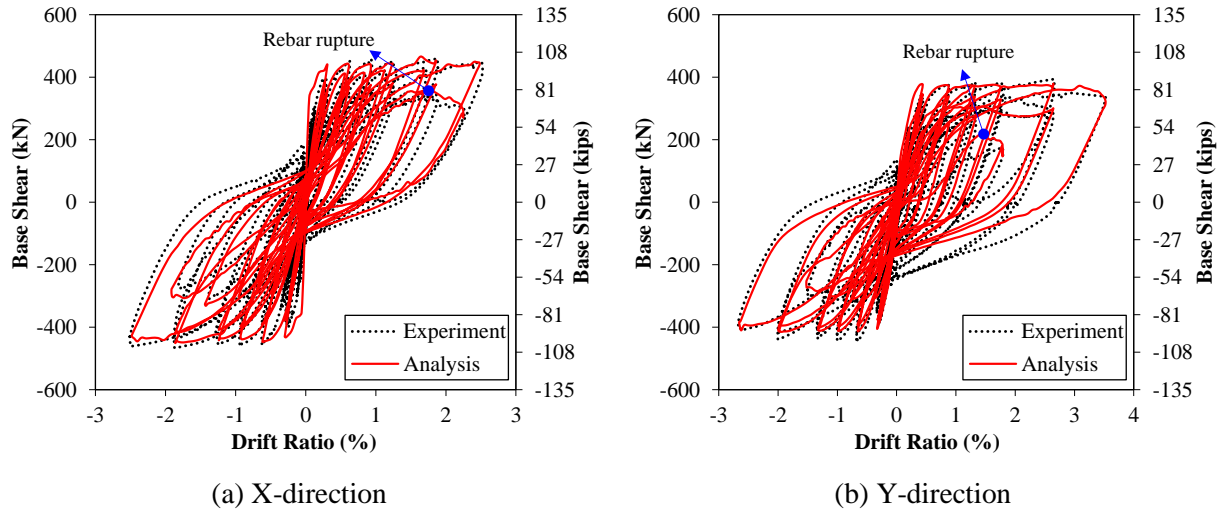 600
400
200
0
-200
-400
-600
Base Shear (kN)
135
108
81
54
27
0
-27
-54
-81
-108
-135
Base Shear (kips)
Rebar rupture
Experiment
Analysis
-3 -2 -1 0 1 2 3
Drift Ratio (%)
(a) X-direction
600
400
200
0
-200
-400
-600
Base Shear (kN)
135
108
81
54
27
0
-27
-54
-81
-108
-135
Base Shear (kips)
Rebar rupture
Experiment
Analysis
-3 -2 -1 0 1 2 3 4
Drift Ratio (%)
(b) Y-direction